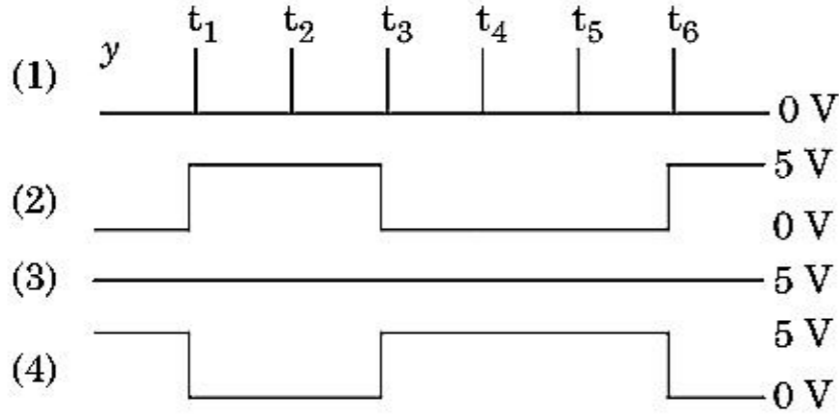 t1 t2 t3 t4 t5 t6
(1) y 0 V
5 V
(2) 0 V
(3) 5 V
5 V
(4) 0 V